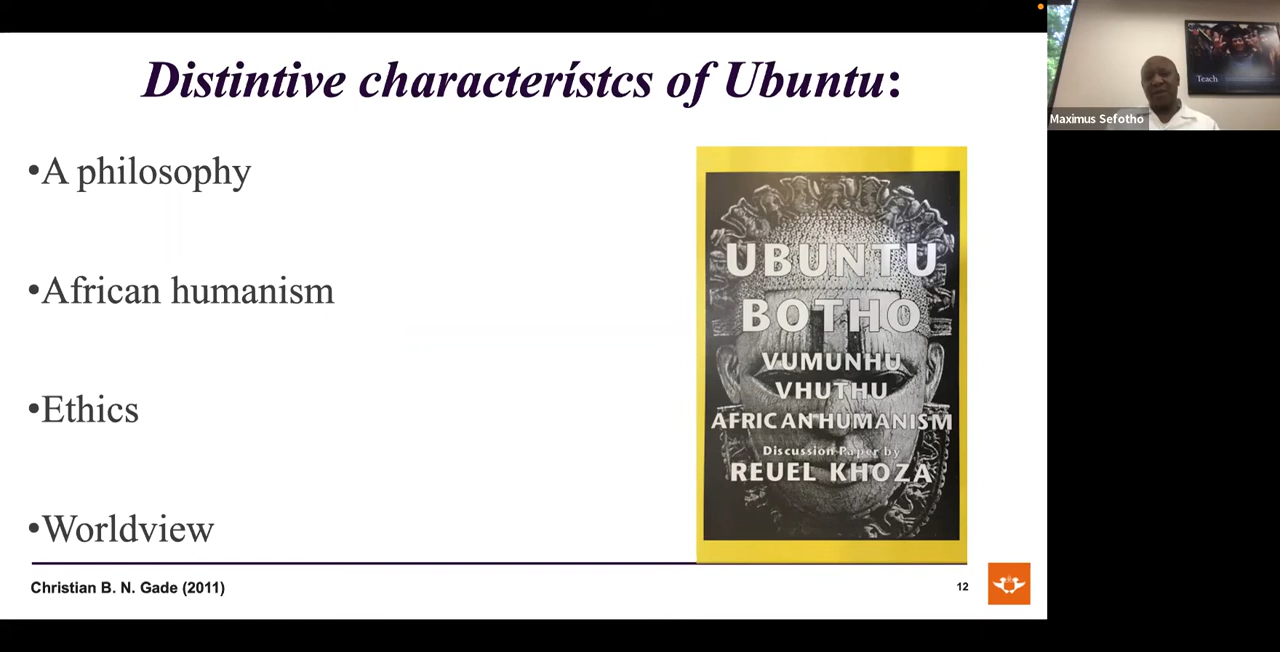 Distintive characterístcs of Ubuntu:
•A philosophy
•African humanism
•Ethics
•Worldview
UBUNTU
BOTHO
VUMUNHU
VHUTHU
AFRICAN HUMANISM
Discussion Paper by
REUEL KHOZA
Christian B. N. Gade (2011)
12
Teach
Maximus Sefotho